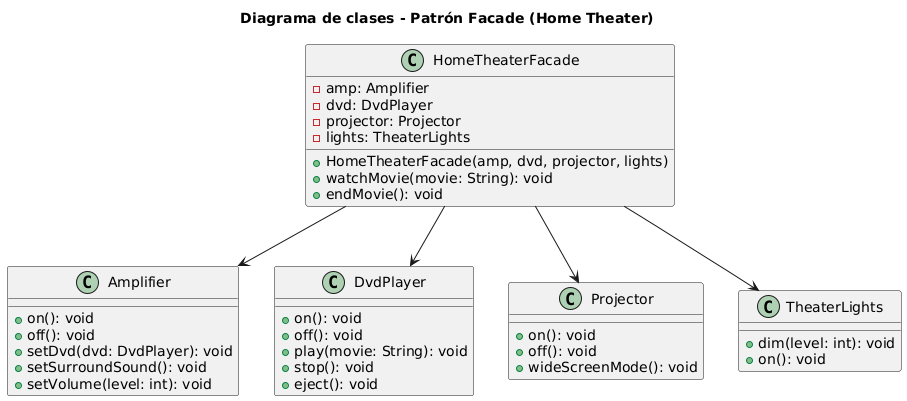 Diagrama de clases - Patrón Facade (Home Theater)
C HomeTheaterFacade
amp: Amplifier
dvd: DvdPlayer
projector: Projector
lights: TheaterLights
HomeTheaterFacade(amp, dvd, projector, lights)
watchMovie(movie: String): void
endMovie(): void
C Amplifier
on(): void
off(): void
setDvd(dvd: DvdPlayer): void
setSurroundSound(): void
setVolume(level: int): void
C DvdPlayer
on(): void
off(): void
play(movie: String): void
stop(): void
eject(): void
C Projector
on(): void
off(): void
wideScreenMode(): void
C TheaterLights
dim(level: int): void
on(): void